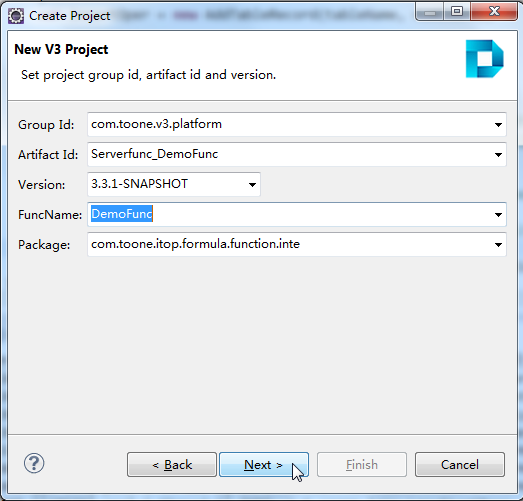 Create Project
New V3 Project
Set project group id, artifact id and version.
Group Id: com.toone.v3.platform
Artifact Id: Serverfunc_DemoFunc
Version: 3.3.1-SNAPSHOT
FuncName: DemoFunc
Package: com.toone.itop.formula.function.inte
? < Back Next > Finish Cancel